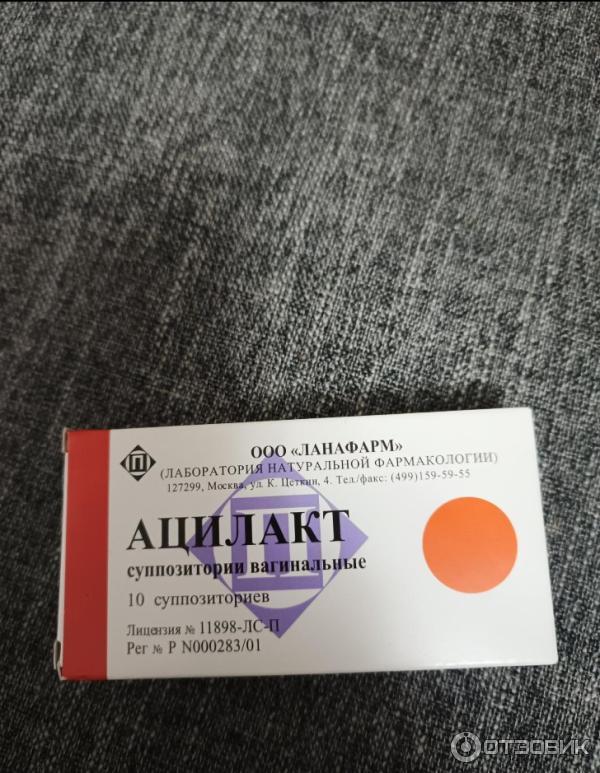 ООО «ЛАНАФАРМ»
(ЛАБОРАТОРИЯ НАТУРАЛЬНОЙ ФАРМАКОЛОГИИ)
127299, Москва, ул. К. Цеткин, 4. Тел./факс: (499)159-59-55
АЦИЛАКТ
суппозитории вагинальные
10 суппозиториев
Лицензия № 11898-ЛС-П
Рег № Р N000283/01
ОТЗОВИК